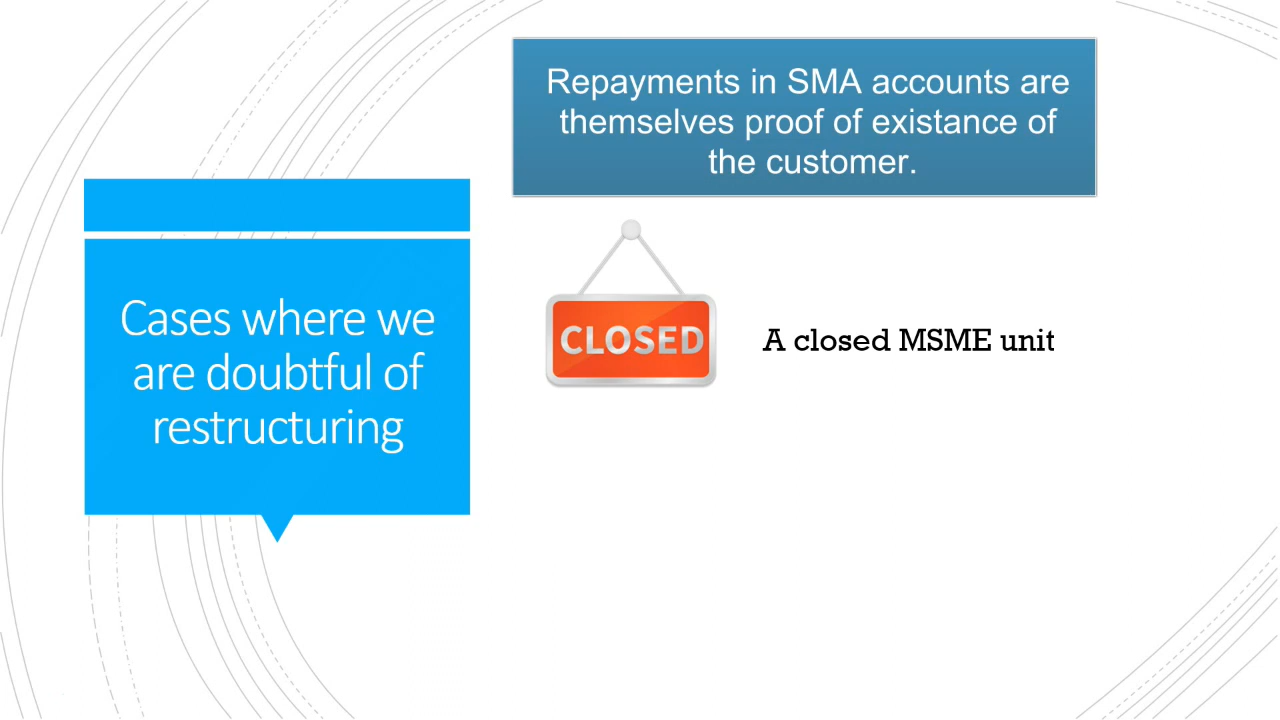 Repayments in SMA accounts are
themselves proof of existance of
the customer.
Cases where we
are doubtful of
restructuring
CLOSED
A closed MSME unit